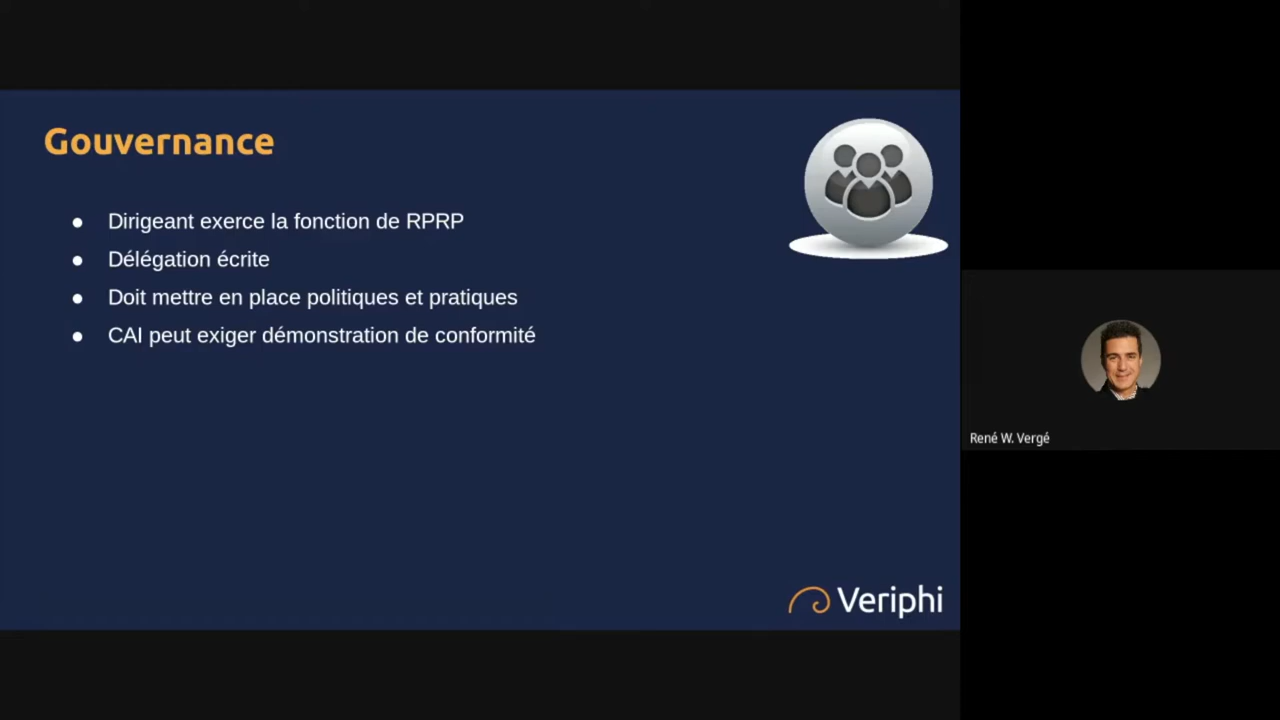 Gouvernance
● Dirigeant exerce la fonction de RPRP
● Délégation écrite
● Doit mettre en place politiques et pratiques
● CAI peut exiger démonstration de conformité
René W. Vergé
Veriphi